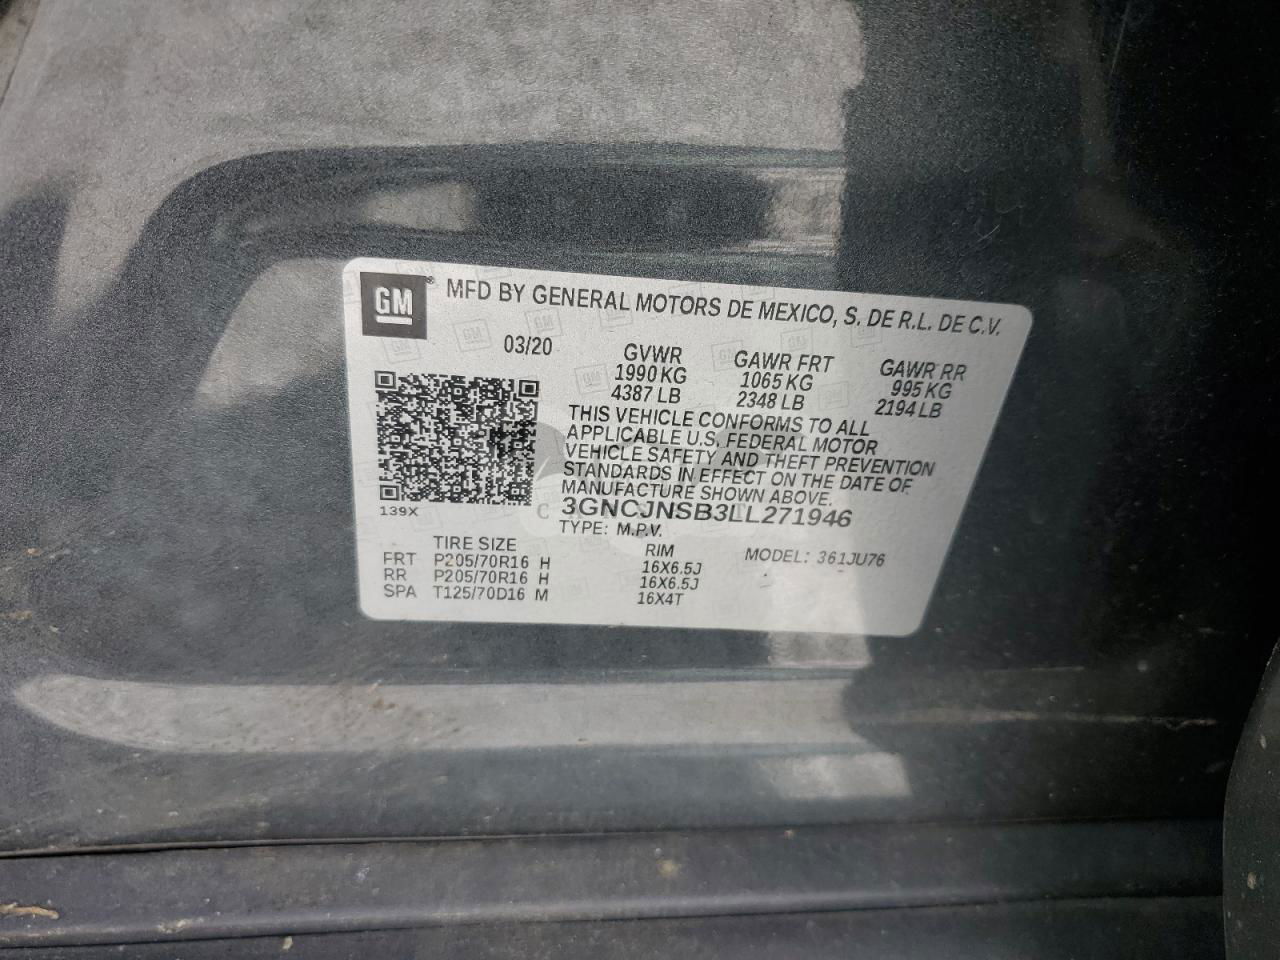 GM
MFD BY GENERAL MOTORS DE MEXICO, S. DE R.L. DE C.V.
03/20
GVWR GAWR FRT GAWR RR
1990 KG 1065 KG 995 KG
4387 LB 2348 LB 2194 LB
THIS VEHICLE CONFORMS TO ALL
APPLICABLE U.S. FEDERAL MOTOR
VEHICLE SAFETY AND THEFT PREVENTION
STANDARDS IN EFFECT ON THE DATE OF
MANUFACTURE SHOWN ABOVE.
139X
3GNCJNSB3LL271946
TYPE: M.P.V.
TIRE SIZE RIM MODEL: 361JU76
FRT P205/70R16 H 16X6.5J
RR P205/70R16 H 16X6.5J
SPA T125/70D16 M 16X4T